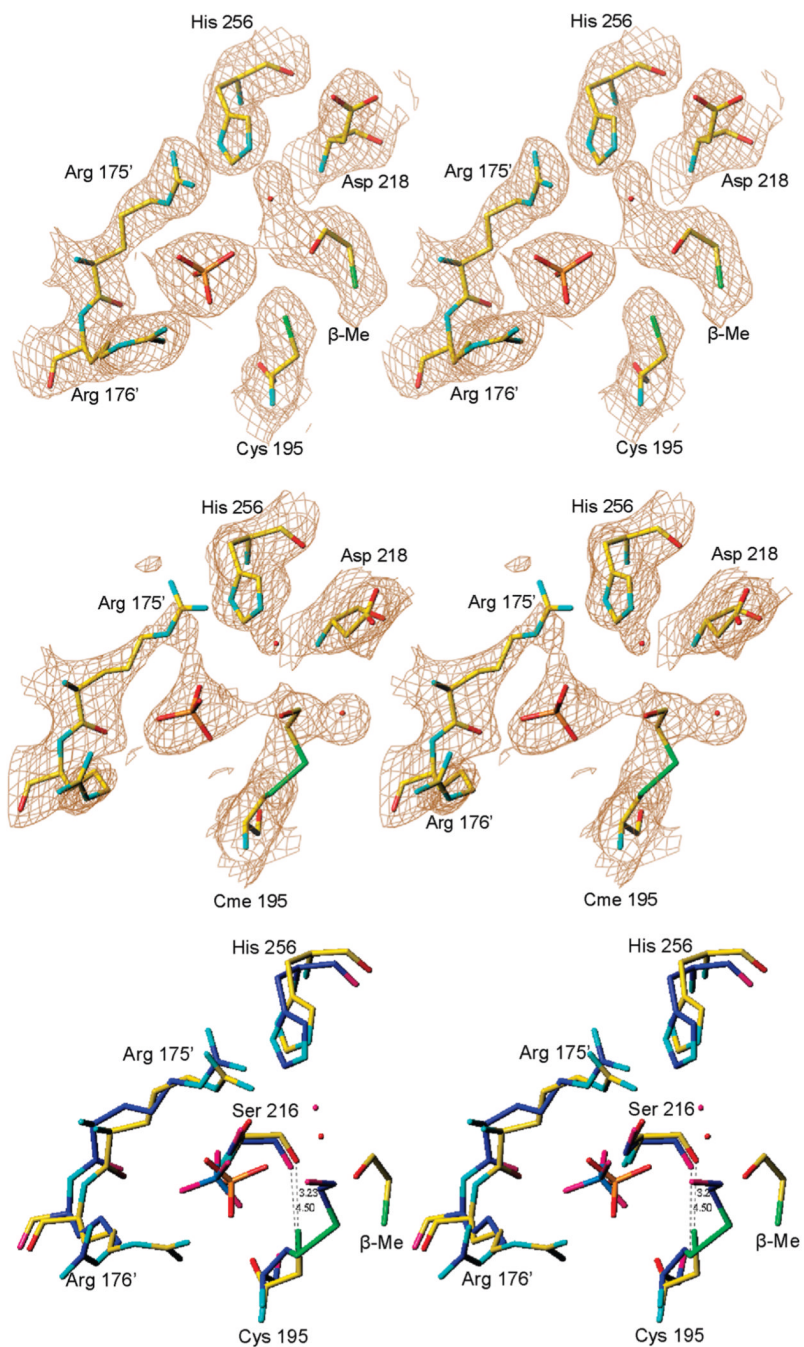 His 256 His 256
Arg 175' Arg 175'
Asp 218 Asp 218
β-Me β-Me
Arg 176' Arg 176'
Cys 195 Cys 195
His 256 His 256
Asp 218 Asp 218
Arg 175' Arg 175'
Arg 176'
Cme 195 Cme 195
His 256 His 256
Arg 175' Arg 175'
Ser 216 Ser 216
3.23 3.2
4.50 4.50
β-Me β-Me
Arg 176' Arg 176'
Cys 195 Cys 195